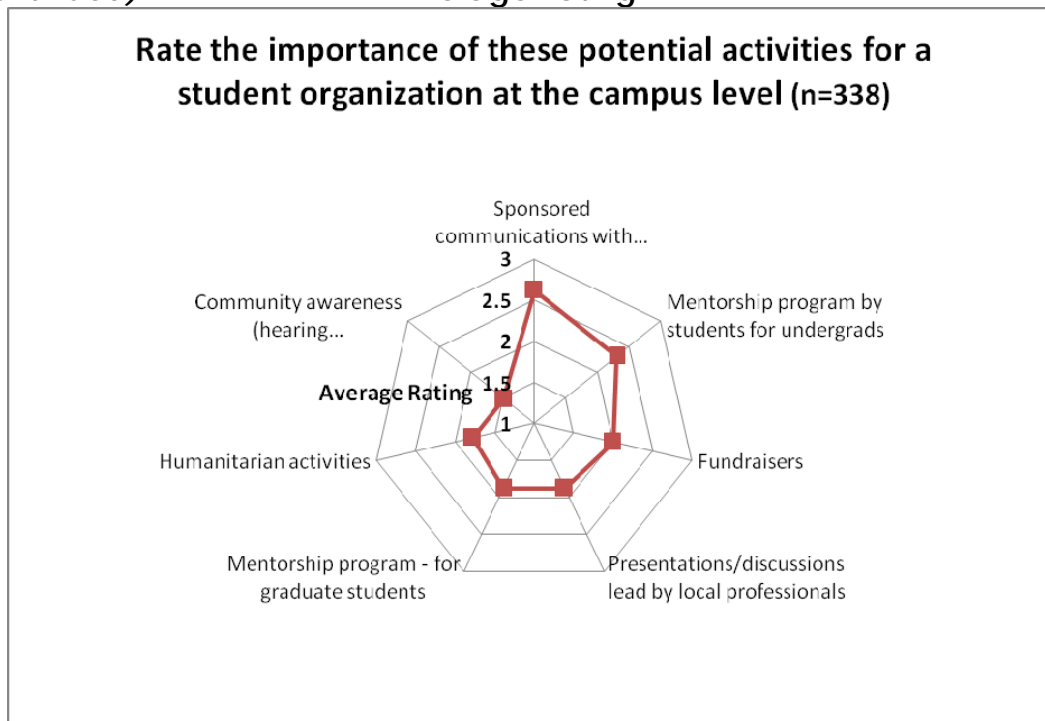 Rate the importance of these potential activities for a
student organization at the campus level (n=338)
Sponsored
communications with...
3
Community awareness
(hearing...
2.5
Mentorship program by
students for undergrads
2
Average Rating
1.5
1
Humanitarian activities
Fundraisers
Mentorship program - for
graduate students
Presentations/discussions
lead by local professionals